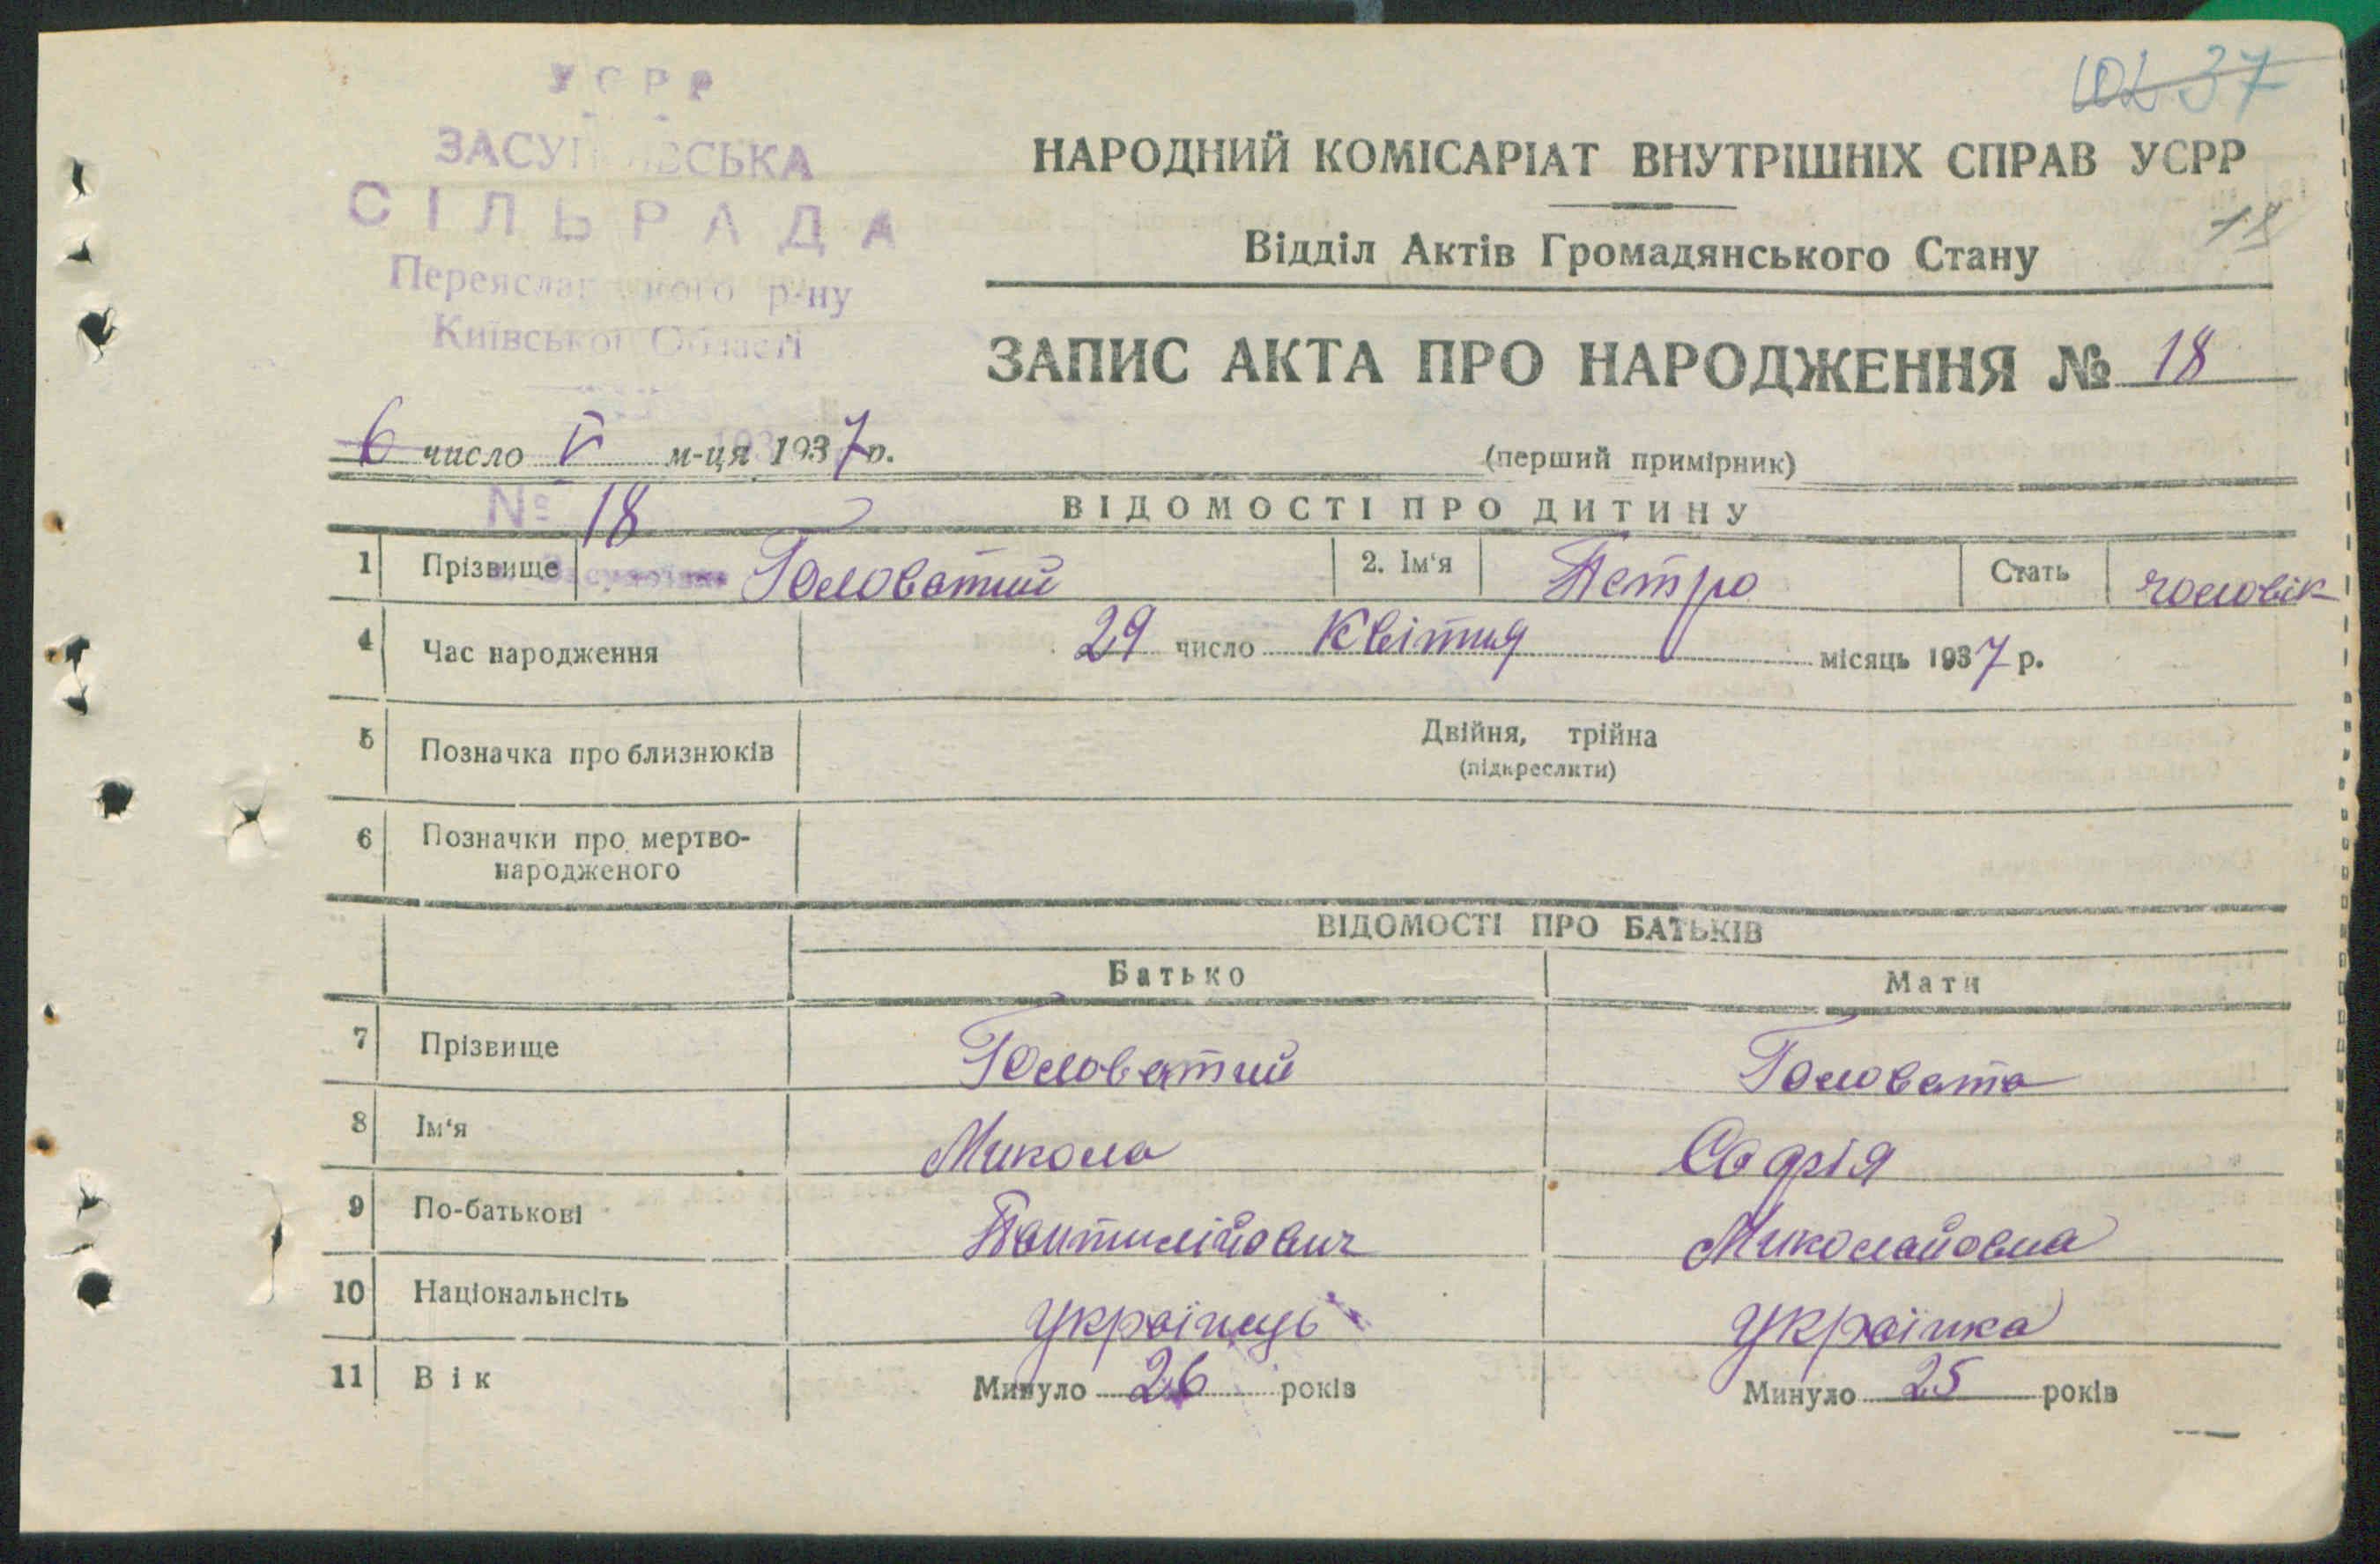 УСРР
СІЛЬРАДА
р-ну
Київської Області
37
НАРОДНИЙ КОМІСАРІАТ ВНУТРІШНІХ СПРАВ УСРР
18
Відділ Актів Громадянського Стану
ЗАПИС АКТА ПРО НАРОДЖЕННЯ № 18
6 число V м-ця 1937 р.
(перший примірник)
№ 18
ВІДОМОСТІ ПРО ДИТИНУ
1 Прізвище Головатий 2. Ім'я Петро Стать чоловік
4 Час народження 29 число Квітня місяць 1937 р.
5 Позначка про близнюків Двійня, трійна
(підкреслити)
6 Позначки про мертво-
народженого
ВІДОМОСТІ ПРО БАТЬКІВ
Батько Мати
7 Прізвище Головатий Головата
8 Ім'я Микола Софія
9 По-батькові Пантилійович Миколайовна
10 Національнсіть українець українка
11 Вік Минуло 26 років Минуло 25 років